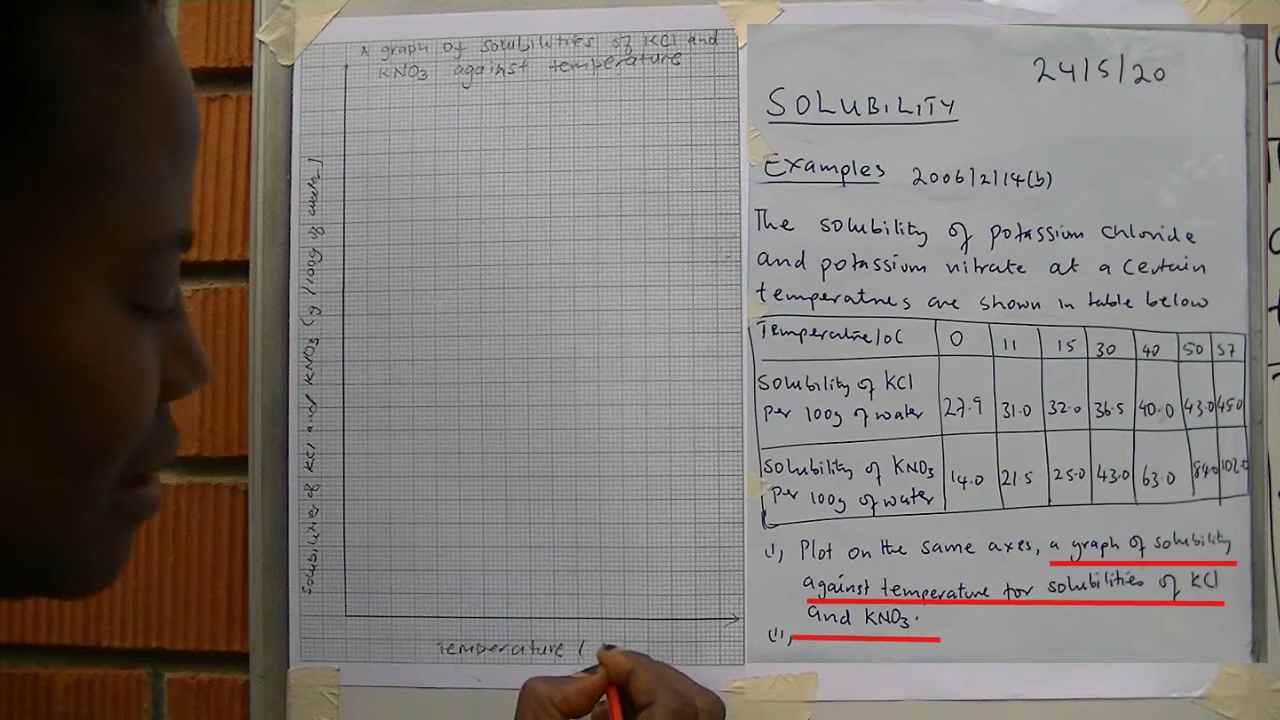 A graph of solubilities of KCl and
KNO3 against temperature
Solubilities of KCl and KNO3 (g / 100g of water)
Temperature (
24/5/20
SOLUBILITY
Examples 2006/2/14(b)
The solubility of potassium chloride
and potassium nitrate at a certain
temperatures are shown in table below
Temperature/oC 0 11 15 30 40 50 57
Solubility of KCl
per 100g of water 27.9 31.0 32.0 36.5 40.0 43.0 45.0
Solubility of KNO3
per 100g of water 14.0 21.5 25.0 43.0 63.0 84.0 102.0
i, Plot on the same axes, a graph of solubility
against temperature for solubilities of KCl
and KNO3.
ii,